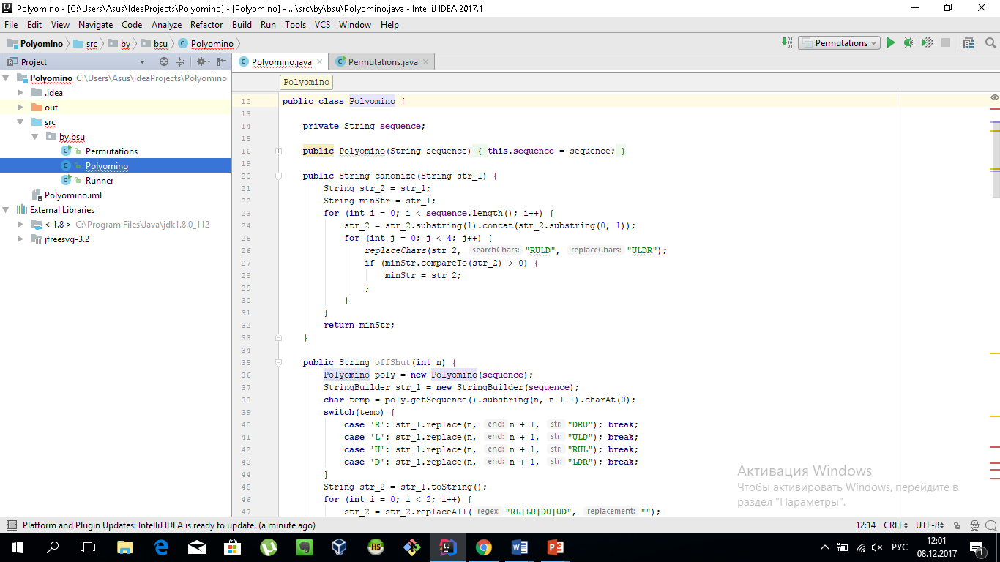 Polyomino - [C:\Users\Asus\IdeaProjects\Polyomino] - [Polyomino] - ...\src\by\bsu\Polyomino.java - IntelliJ IDEA 2017.1
File Edit View Navigate Code Analyze Refactor Build Run Tools VCS Window Help
Polyomino src by bsu Polyomino Permutations
Project
Polyomino.java Permutations.java
Polyomino C:\Users\Asus\IdeaProjects\Polyomino
.idea
out
src
by.bsu
Permutations
Polyomino
Runner
Polyomino.iml
External Libraries
< 1.8 > C:\Program Files\Java\jdk1.8.0_112
jfreesvg-3.2
Polyomino
12 public class Polyomino {
13
14 private String sequence;
15
16 public Polyomino(String sequence) { this.sequence = sequence; }
19
20 public String canonize(String str_1) {
21 String str_2 = str_1;
22 String minStr = str_1;
23 for (int i = 0; i < sequence.length(); i++) {
24 str_2 = str_2.substring(1).concat(str_2.substring(0, 1));
25 for (int j = 0; j < 4; j++) {
26 replaceChars(str_2, searchChars: "RULD", replaceChars: "ULDR");
27 if (minStr.compareTo(str_2) > 0) {
28 minStr = str_2;
29 }
30 }
31 }
32 return minStr;
33 }
34
35 public String offShut(int n) {
36 Polyomino poly = new Polyomino(sequence);
37 StringBuilder str_1 = new StringBuilder(sequence);
38 char temp = poly.getSequence().substring(n, n + 1).charAt(0);
39 switch(temp) {
40 case 'R': str_1.replace(n, end: n + 1, str: "DRU"); break;
41 case 'L': str_1.replace(n, end: n + 1, str: "ULD"); break;
42 case 'U': str_1.replace(n, end: n + 1, str: "RUL"); break;
43 case 'D': str_1.replace(n, end: n + 1, str: "LDR"); break;
44 }
45 String str_2 = str_1.toString();
46 for (int i = 0; i < 2; i++) {
47 str_2 = str_2.replaceAll( regex: "RL|LR|DU|UD", replacement: "");
Активация Windows
Чтобы активировать Windows, перейдите в
раздел "Параметры".
Platform and Plugin Updates: IntelliJ IDEA is ready to update. (a minute ago) 12:14 CRLF UTF-8
РУС 12:01
08.12.2017 1